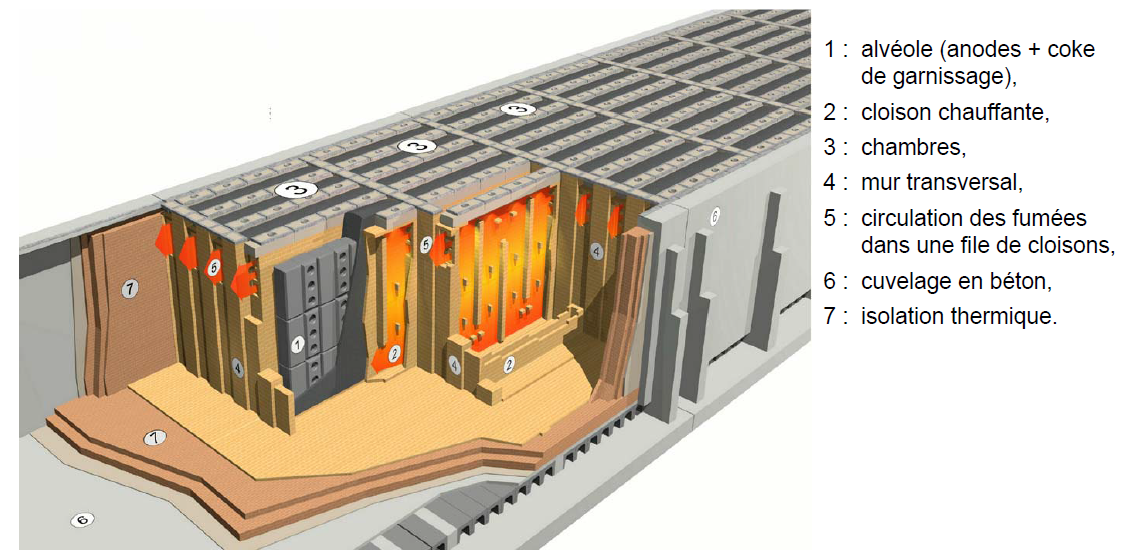 1 : alvéole (anodes + coke
de garnissage),
2 : cloison chauffante,
3 : chambres,
4 : mur transversal,
5 : circulation des fumées
dans une file de cloisons,
6 : cuvelage en béton,
7 : isolation thermique.
3
3
3
6
5
4
7
5
1
2
4
4
2
7
6